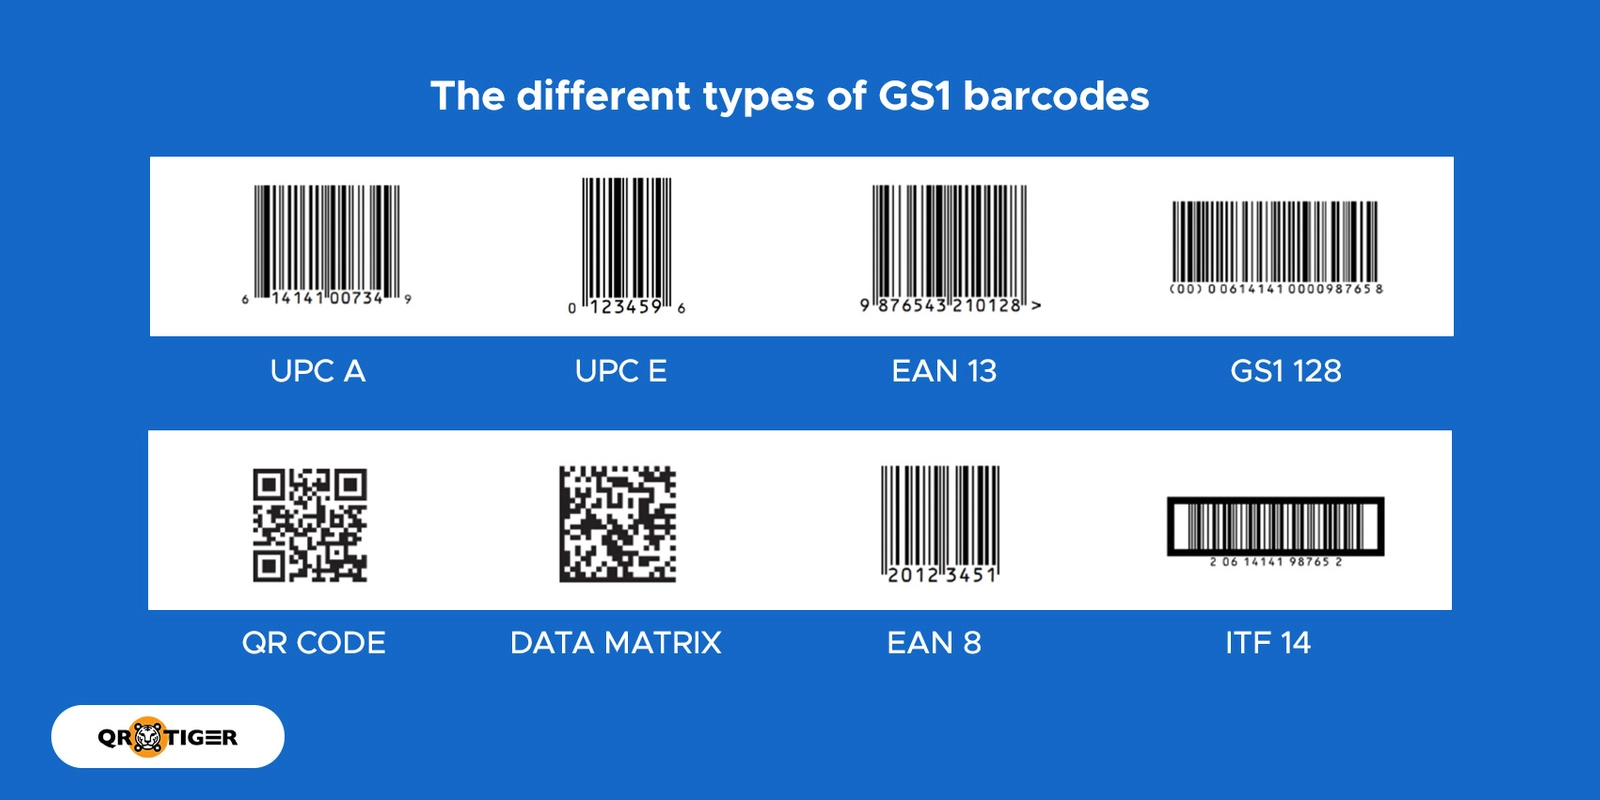 The different types of GS1 barcodes
6 14141 00734 9
0 123459 6
9 876543 210128 >
(00) 0 0614141 0000987658
UPC A
UPC E
EAN 13
GS1 128
2012 3451
2 06 14141 98765 2
QR CODE
DATA MATRIX
EAN 8
ITF 14
QR TIGER